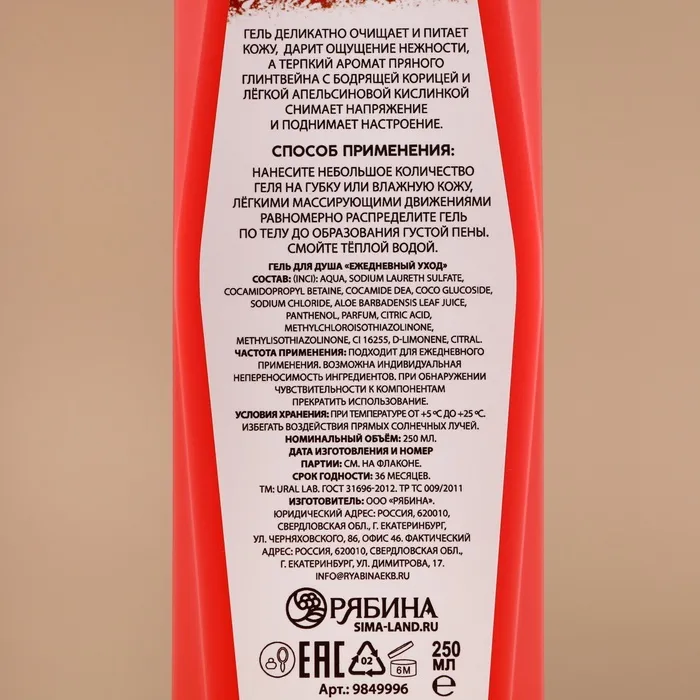 ГЕЛЬ ДЕЛИКАТНО ОЧИЩАЕТ И ПИТАЕТ
КОЖУ, ДАРИТ ОЩУЩЕНИЕ НЕЖНОСТИ,
А ТЕРПКИЙ АРОМАТ ПРЯНОГО
ГЛИНТВЕЙНА С БОДРЯЩЕЙ КОРИЦЕЙ И
ЛЁГКОЙ АПЕЛЬСИНОВОЙ КИСЛИНКОЙ
СНИМАЕТ НАПРЯЖЕНИЕ
И ПОДНИМАЕТ НАСТРОЕНИЕ.
СПОСОБ ПРИМЕНЕНИЯ:
НАНЕСИТЕ НЕБОЛЬШОЕ КОЛИЧЕСТВО
ГЕЛЯ НА ГУБКУ ИЛИ ВЛАЖНУЮ КОЖУ,
ЛЁГКИМИ МАССИРУЮЩИМИ ДВИЖЕНИЯМИ
РАВНОМЕРНО РАСПРЕДЕЛИТЕ ГЕЛЬ
ПО ТЕЛУ ДО ОБРАЗОВАНИЯ ГУСТОЙ ПЕНЫ.
СМОЙТЕ ТЁПЛОЙ ВОДОЙ.
ГЕЛЬ ДЛЯ ДУША «ЕЖЕДНЕВНЫЙ УХОД»
СОСТАВ: (INCI): AQUA, SODIUM LAURETH SULFATE,
COCAMIDOPROPYL BETAINE, COCAMIDE DEA, COCO GLUCOSIDE,
SODIUM CHLORIDE, ALOE BARBADENSIS LEAF JUICE,
PANTHENOL, PARFUM, CITRIC ACID,
METHYLCHLOROISOTHIAZOLINONE,
METHYLISOTHIAZOLINONE, CI 16255, D-LIMONENE, CITRAL.
ЧАСТОТА ПРИМЕНЕНИЯ: ПОДХОДИТ ДЛЯ ЕЖЕДНЕВНОГО
ПРИМЕНЕНИЯ. ВОЗМОЖНА ИНДИВИДУАЛЬНАЯ
НЕПЕРЕНОСИМОСТЬ ИНГРЕДИЕНТОВ. ПРИ ОБНАРУЖЕНИИ
ЧУВСТВИТЕЛЬНОСТИ К КОМПОНЕНТАМ
ПРЕКРАТИТЬ ИСПОЛЬЗОВАНИЕ.
УСЛОВИЯ ХРАНЕНИЯ: ПРИ ТЕМПЕРАТУРЕ ОТ +5 ºС ДО +25 ºС.
ИЗБЕГАТЬ ВОЗДЕЙСТВИЯ ПРЯМЫХ СОЛНЕЧНЫХ ЛУЧЕЙ.
НОМИНАЛЬНЫЙ ОБЪЁМ: 250 МЛ.
ДАТА ИЗГОТОВЛЕНИЯ И НОМЕР
ПАРТИИ: СМ. НА ФЛАКОНЕ.
СРОК ГОДНОСТИ: 36 МЕСЯЦЕВ.
ТМ: URAL LAB. ГОСТ 31696-2012. ТР ТС 009/2011
ИЗГОТОВИТЕЛЬ: ООО «РЯБИНА».
ЮРИДИЧЕСКИЙ АДРЕС: РОССИЯ, 620010,
СВЕРДЛОВСКАЯ ОБЛ., Г. ЕКАТЕРИНБУРГ,
УЛ. ЧЕРНЯХОВСКОГО, 86, ОФИС 46. ФАКТИЧЕСКИЙ
АДРЕС: РОССИЯ, 620010, СВЕРДЛОВСКАЯ ОБЛ.,
Г. ЕКАТЕРИНБУРГ, УЛ. ДИМИТРОВА, 17.
INFO@RYABINAEKB.RU
РЯБИНА
SIMA-LAND.RU
EAC 02 6M 250 МЛ e
Арт.: 9849996